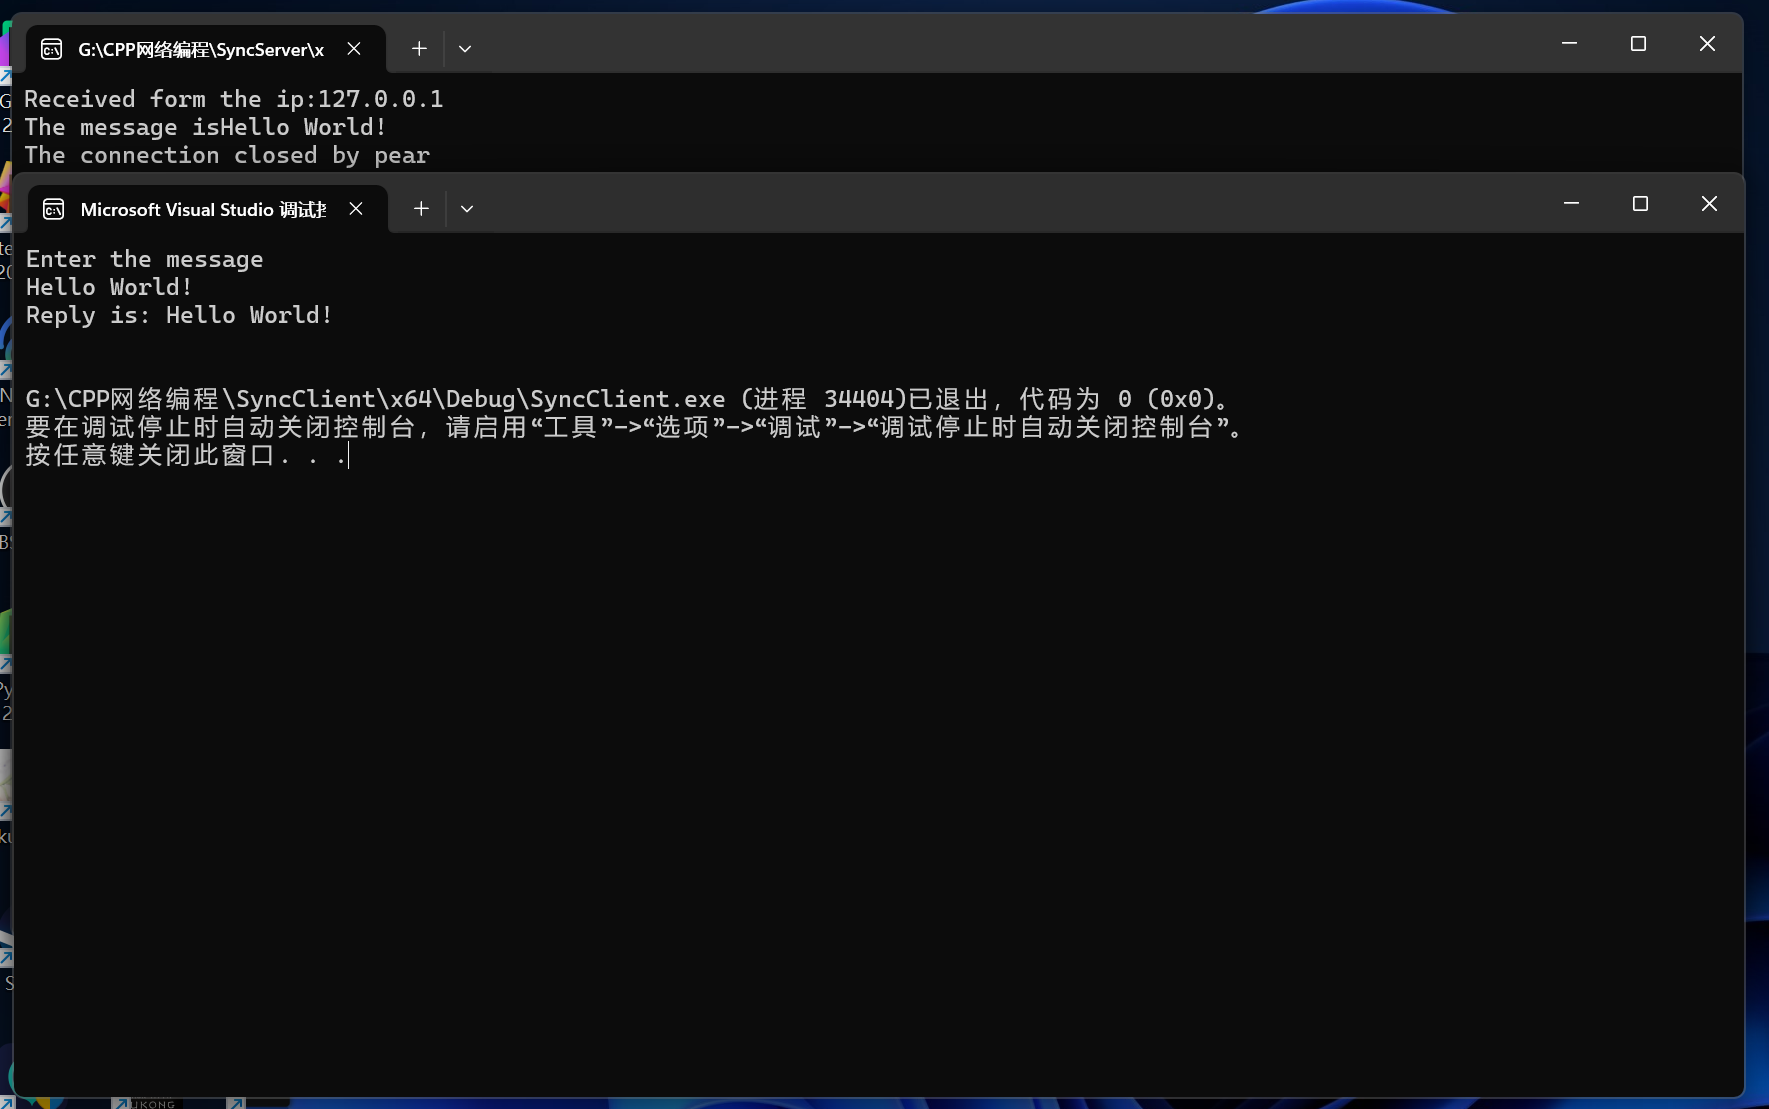 G:\CPP网络编程\SyncServer\x
Received form the ip:127.0.0.1
The message isHello World!
The connection closed by pear
Microsoft Visual Studio 调试
Enter the message
Hello World!
Reply is: Hello World!
G:\CPP网络编程\SyncClient\x64\Debug\SyncClient.exe (进程 34404)已退出，代码为 0 (0x0)。
要在调试停止时自动关闭控制台，请启用“工具”->“选项”->“调试”->“调试停止时自动关闭控制台”。
按任意键关闭此窗口. . .